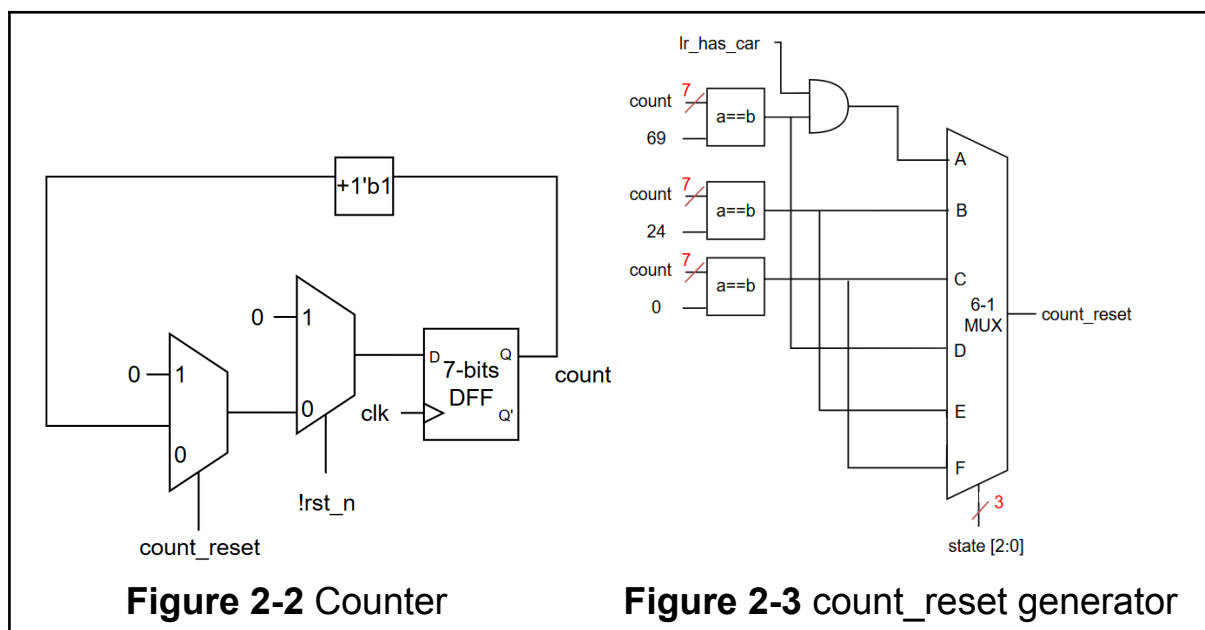 +1'b1
0
1
0
1
0
0
D
Q
7-bits
DFF
Q'
clk
count
!rst_n
count_reset
Figure 2-2 Counter
lr_has_car
count
7
a==b
69
A
count
7
a==b
24
B
count
7
a==b
0
C
6-1
MUX
count_reset
D
E
F
3
state [2:0]
Figure 2-3 count_reset generator